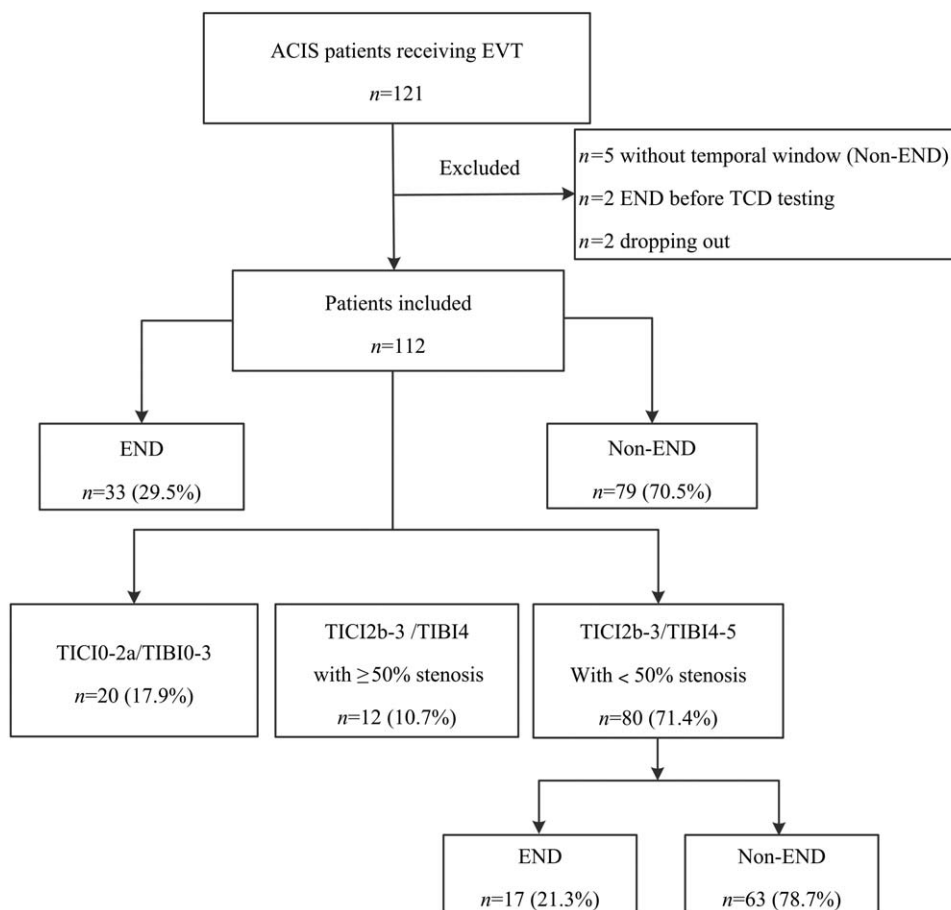 ACIS patients receiving EVT
n=121
Excluded
n=5 without temporal window (Non-END)
n=2 END before TCD testing
n=2 dropping out
Patients included
n=112
END
n=33 (29.5%)
Non-END
n=79 (70.5%)
TICI0-2a/TIBI0-3
n=20 (17.9%)
TICI2b-3 /TIBI4
with ≥50% stenosis
n=12 (10.7%)
TICI2b-3/TIBI4-5
With < 50% stenosis
n=80 (71.4%)
END
n=17 (21.3%)
Non-END
n=63 (78.7%)